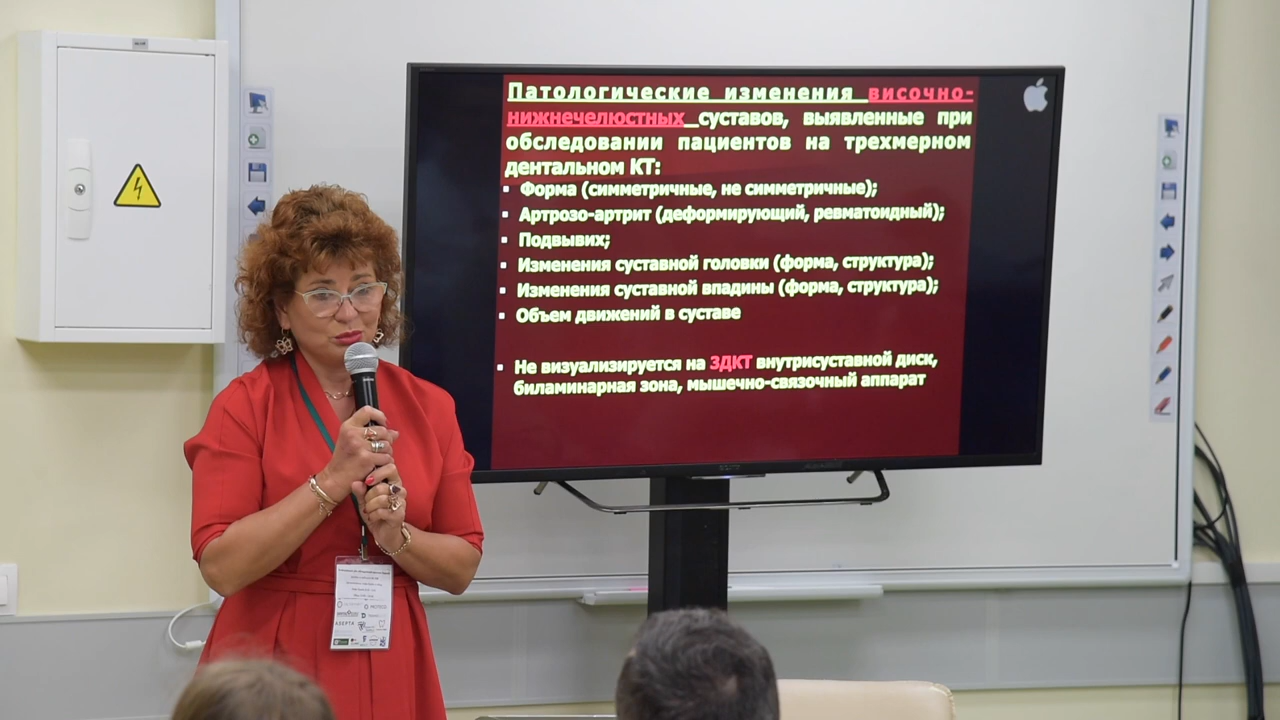 Патологические изменения височно-
нижнечелюстных суставов, выявленные при
обследовании пациентов на трехмерном
дентальном КТ:
Форма (симметричные, не симметричные);
Артрозо-артрит (деформирующий, ревматоидный);
Подвывих;
Изменения суставной головки (форма, структура);
Изменения суставной впадины (форма, структура);
Объем движений в суставе
Не визуализируется на 3ДКТ внутрисуставной диск,
биламинарная зона, мышечно-связочный аппарат